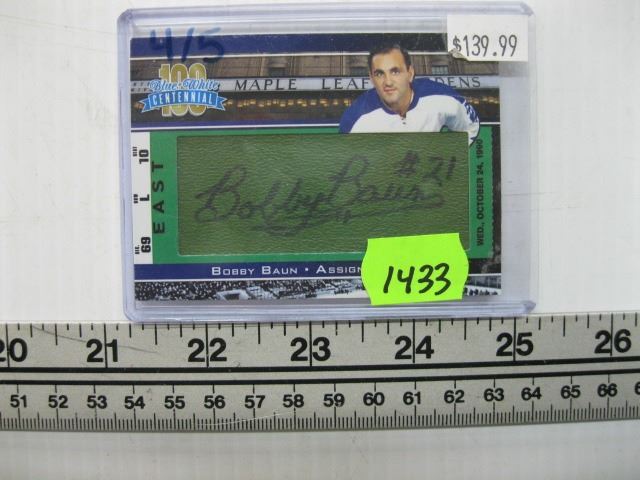 4/5
$139.99
100
Blue & White
CENTENNIAL
MAPLE LEAF GARDENS
SEAT 10
ROW L
SEC. 69
EAST
Bobby Baun #21
WED., OCTOBER 24, 1990
BOBBY BAUN • ASSIGN
1433
20 21 22 23 24 25 26
51 52 53 54 55 56 57 58 59 60 61 62 63 64 65 66